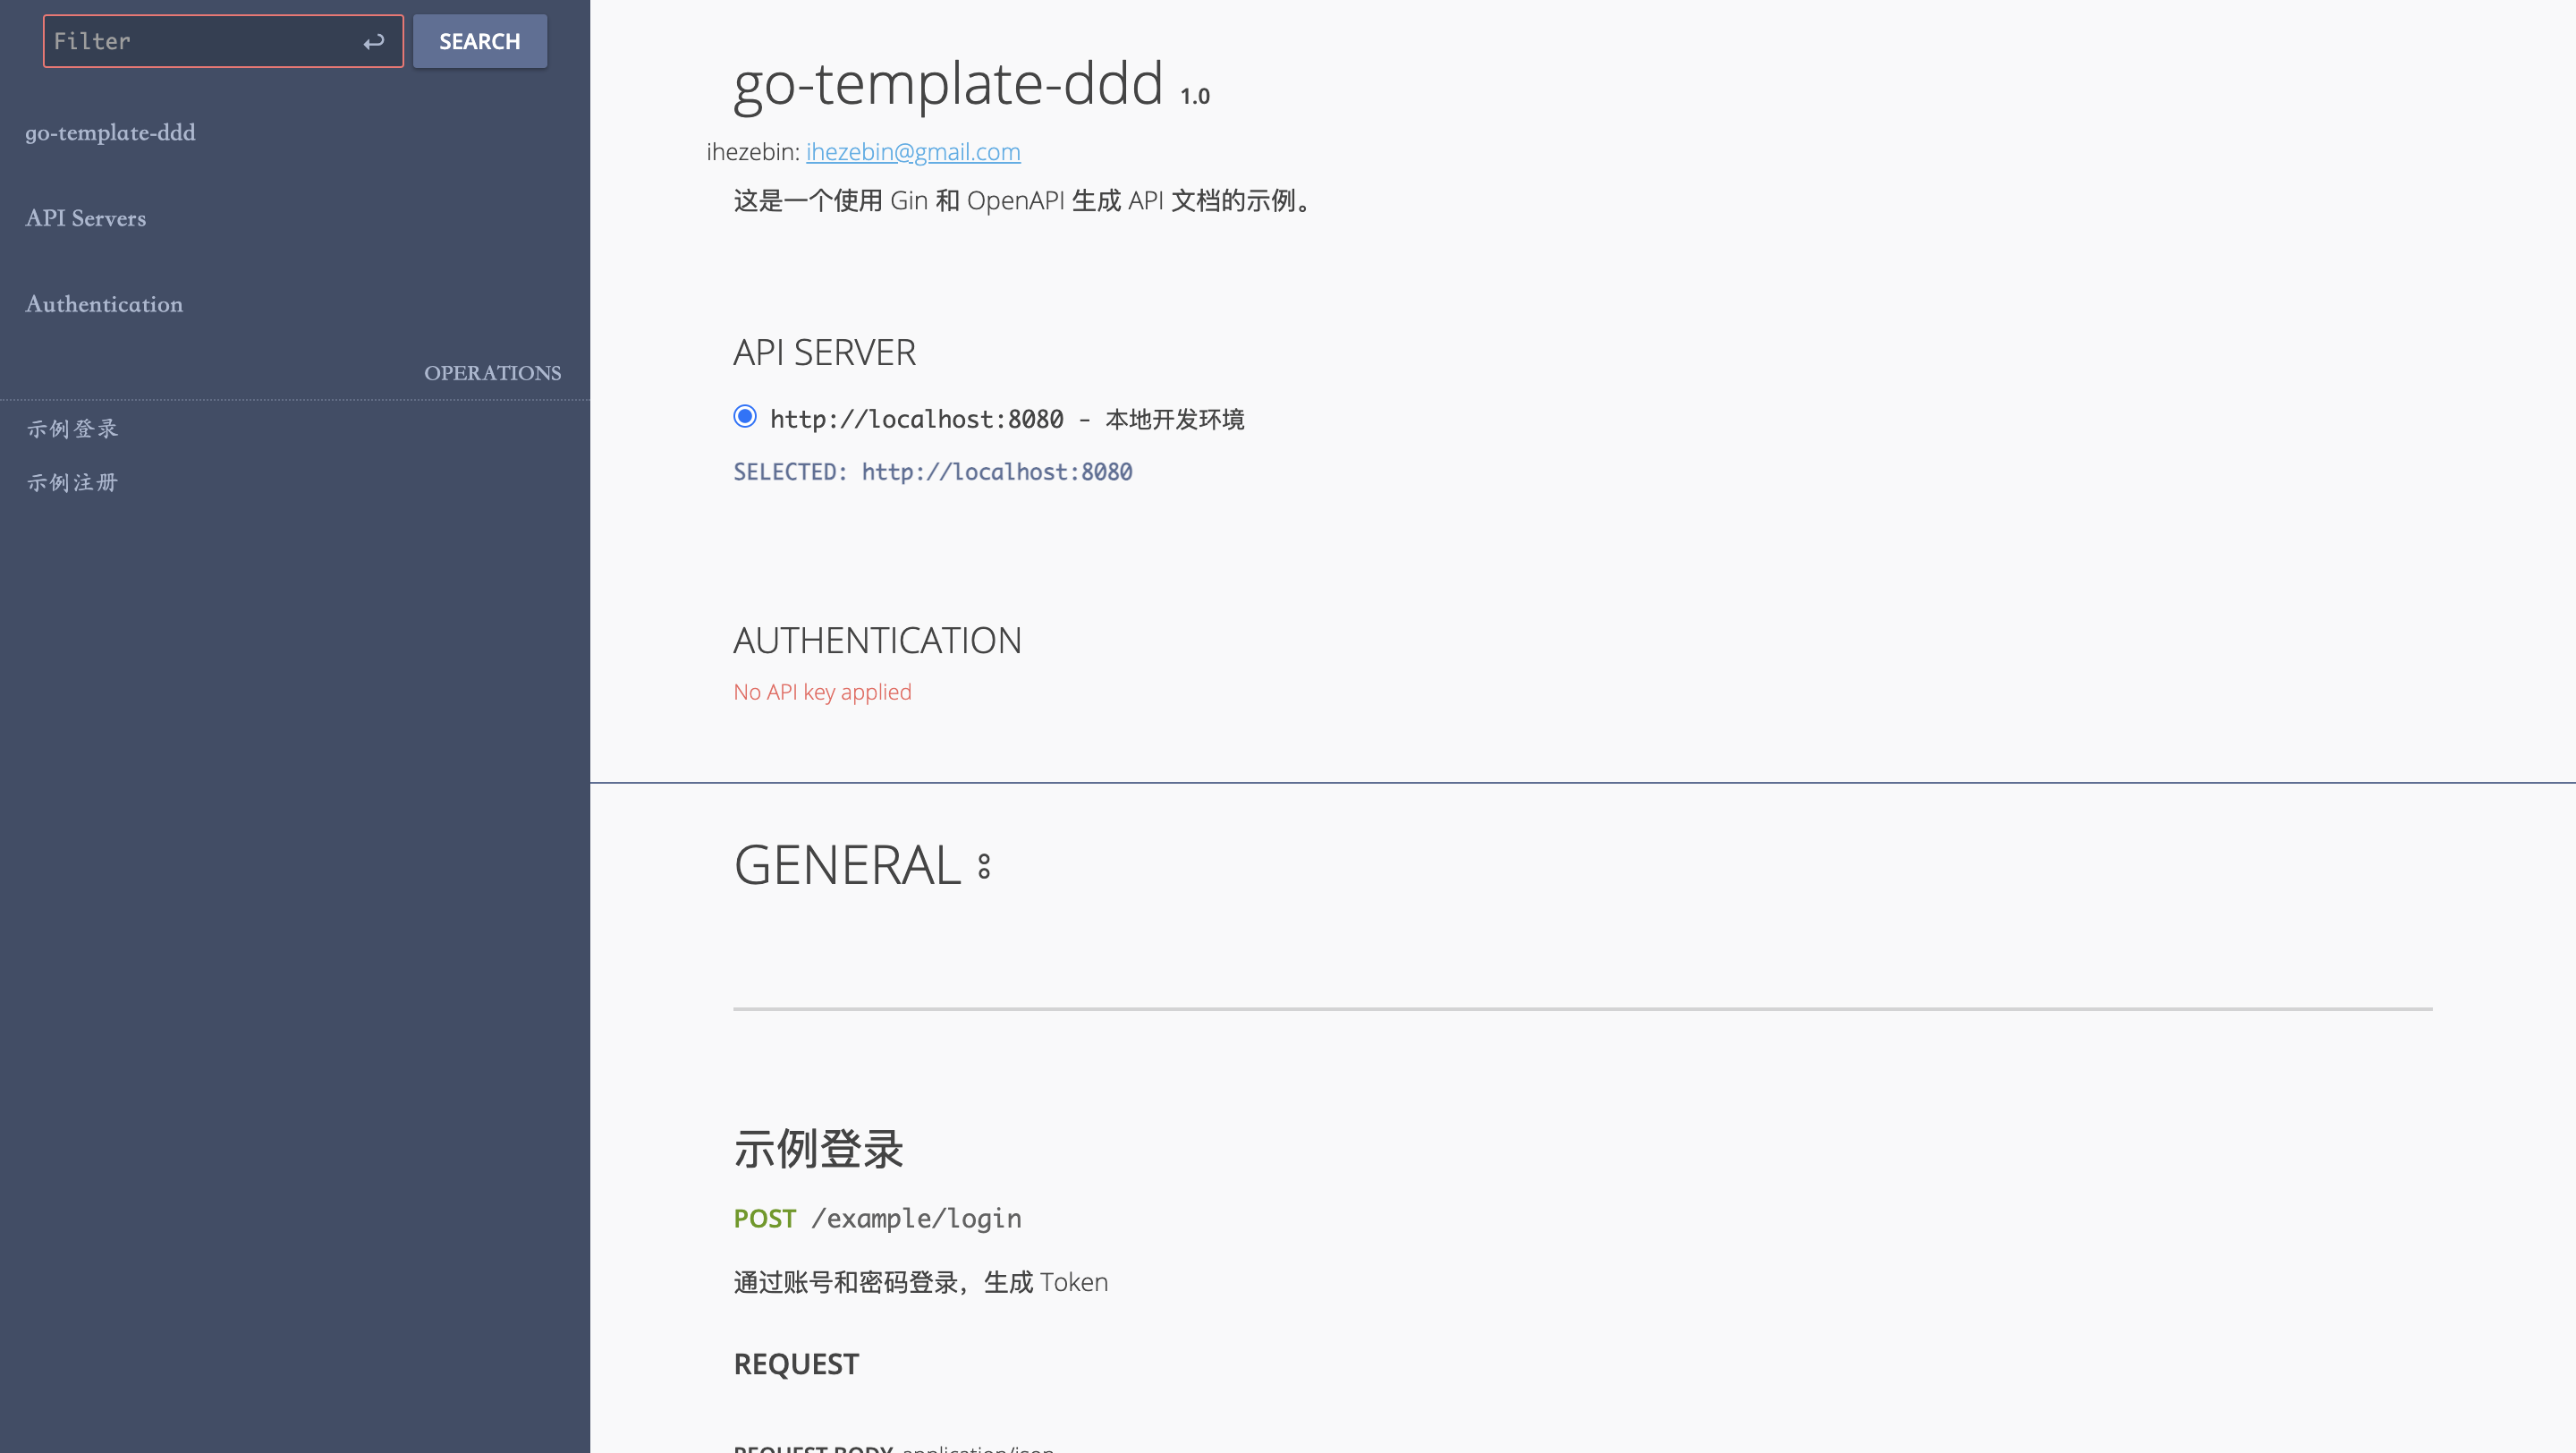 Filter
SEARCH
go-template-ddd
API Servers
Authentication
OPERATIONS
示例登录
示例注册
go-template-ddd 1.0
ihezebin: ihezebin@gmail.com
这是一个使用 Gin 和 OpenAPI 生成 API 文档的示例。
API SERVER
http://localhost:8080 - 本地开发环境
SELECTED: http://localhost:8080
AUTHENTICATION
No API key applied
GENERAL
示例登录
POST /example/login
通过账号和密码登录，生成 Token
REQUEST
REQUEST BODY application/json